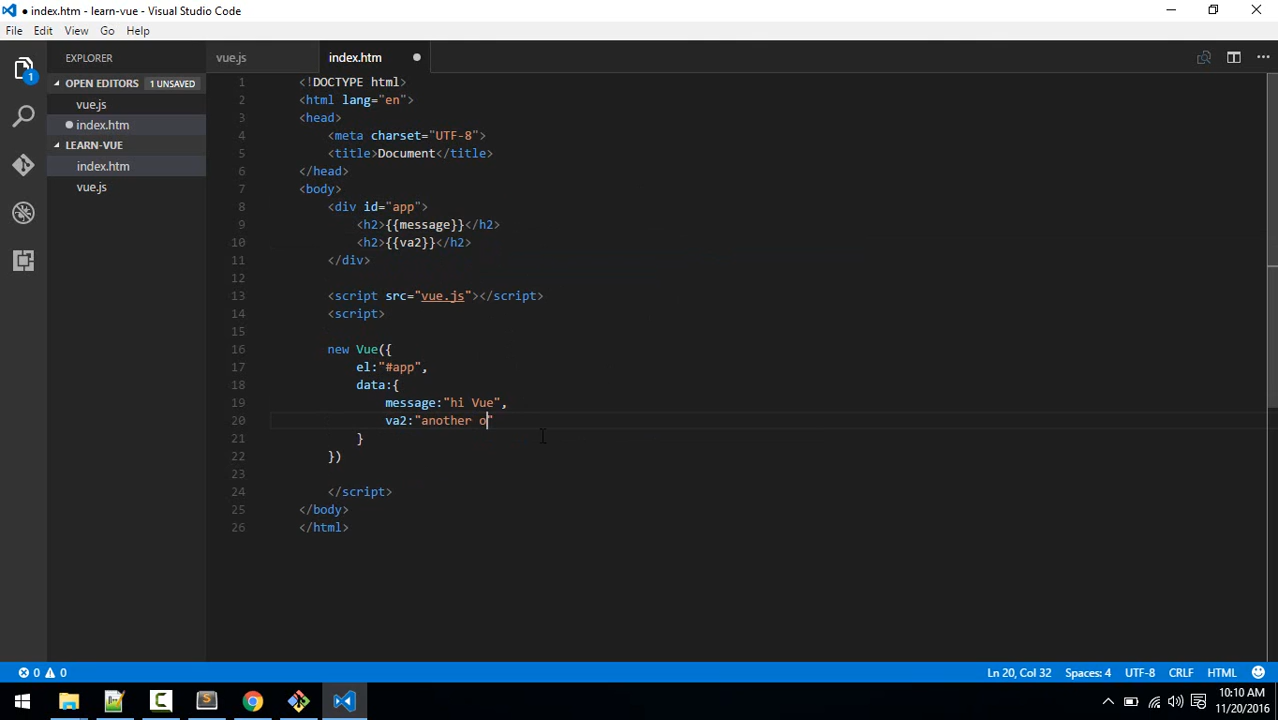 ● index.htm - learn-vue - Visual Studio Code
File Edit View Go Help
EXPLORER
vue.js
index.htm
OPEN EDITORS 1 UNSAVED
vue.js
index.htm
LEARN-VUE
index.htm
vue.js
1
1 <!DOCTYPE html>
2 <html lang="en">
3 <head>
4 <meta charset="UTF-8">
5 <title>Document</title>
6 </head>
7 <body>
8 <div id="app">
9 <h2>{{message}}</h2>
10 <h2>{{va2}}</h2>
11 </div>
12
13 <script src="vue.js"></script>
14 <script>
15
16 new Vue({
17 el:"#app",
18 data:{
19 message:"hi Vue",
20 va2:"another o"
21 }
22 })
23
24 </script>
25 </body>
26 </html>
0 0 Ln 20, Col 32 Spaces: 4 UTF-8 CRLF HTML
10:10 AM
11/20/2016